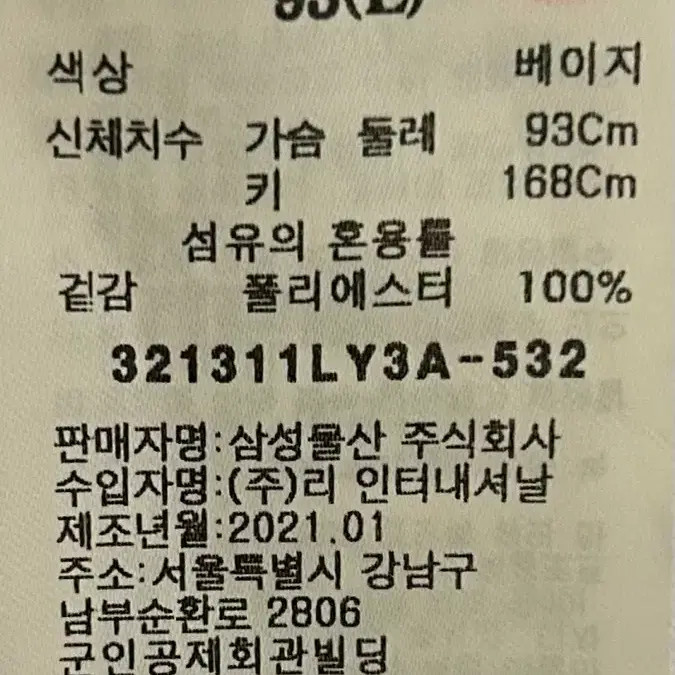 93(L)
색상 베이지
신체치수 가슴 둘레 93Cm
키 168Cm
섬유의 혼용률
겉감 폴리에스터 100%
321311LY3A-532
판매자명:삼성물산 주식회사
수입자명:(주)리 인터내셔날
제조년월:2021.01
주소:서울특별시 강남구
남부순환로 2806
군인공제회관빌딩